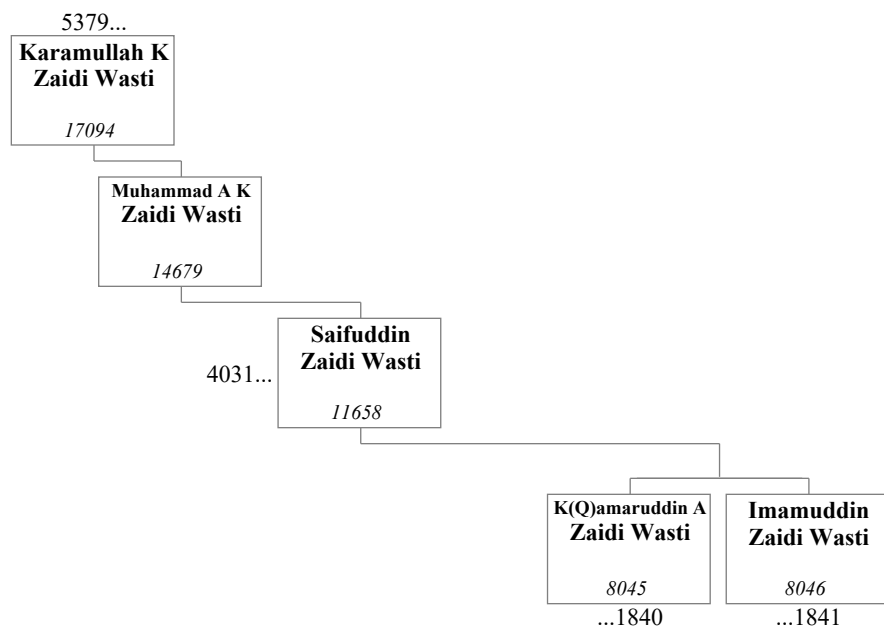 5379...
Karamullah K
Zaidi Wasti
17094
Muhammad A K
Zaidi Wasti
14679
Saifuddin
Zaidi Wasti
4031...
11658
K(Q)amaruddin A
Zaidi Wasti
8045
...1840
Imamuddin
Zaidi Wasti
8046
...1841